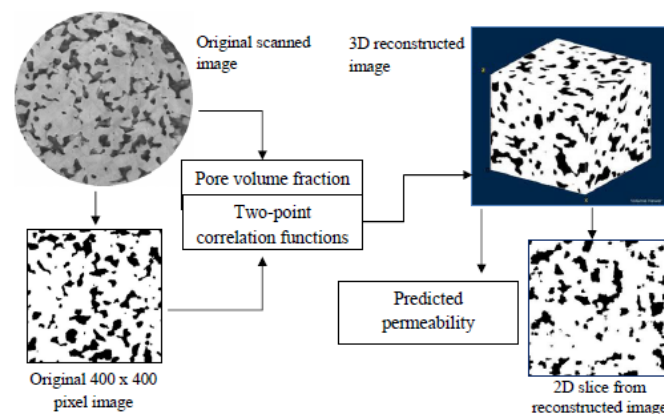 Original scanned
image
3D reconstructed
image
Pore volume fraction
Two-point
correlation functions
Predicted
permeability
Original 400 x 400
pixel image
2D slice from
reconstructed image